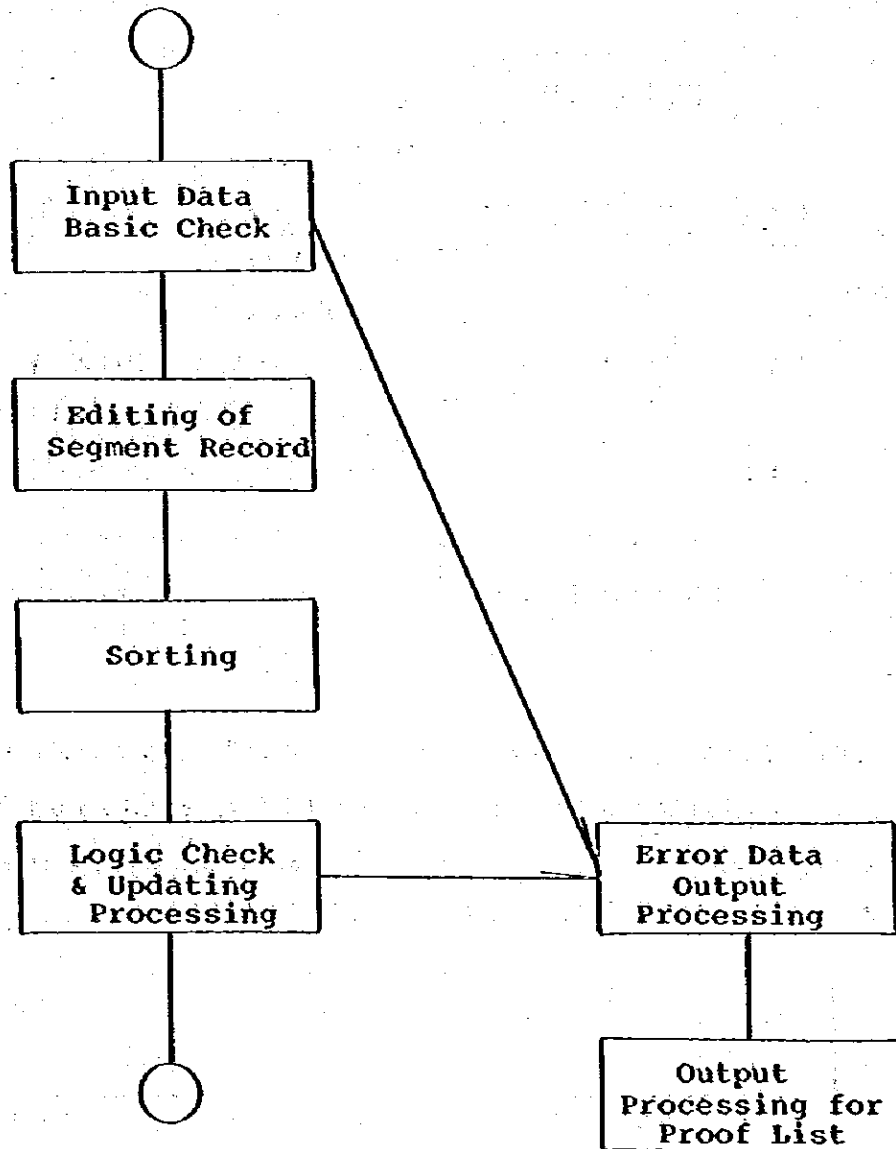 Input Data
Basic Check
Editing of
Segment Record
Sorting
Logic Check
& Updating
Processing
Error Data
Output
Processing
Output
Processing for
Proof List